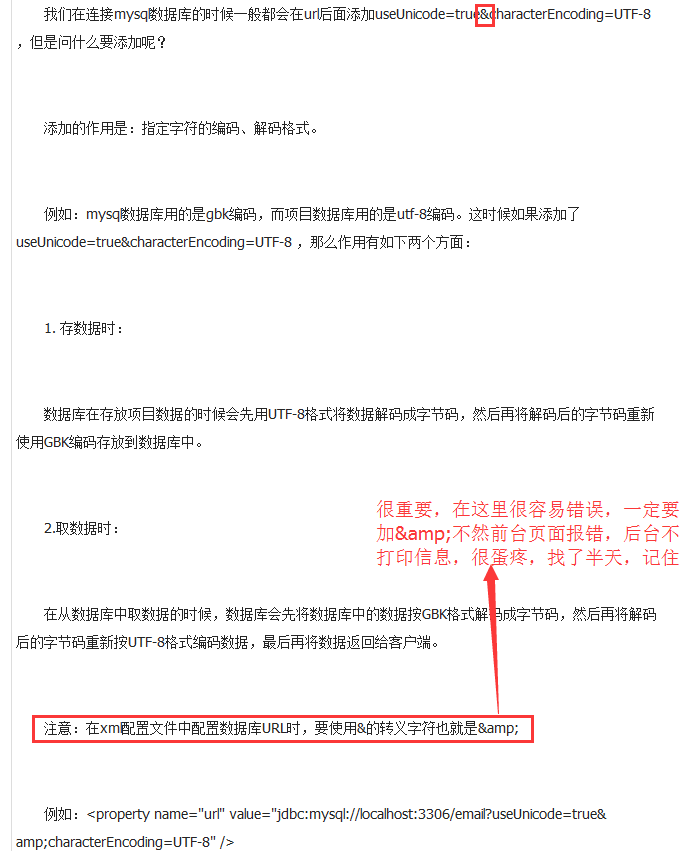 我们在连接mysql数据库的时候一般都会在url后面添加useUnicode=true&characterEncoding=UTF-8
，但是问什么要添加呢？
添加的作用是：指定字符的编码、解码格式。
例如：mysql数据库用的是gbk编码，而项目数据库用的是utf-8编码。这时候如果添加了
useUnicode=true&characterEncoding=UTF-8 ，那么作用有如下两个方面：
1. 存数据时：
数据库在存放项目数据的时候会先用UTF-8格式将数据解码成字节码，然后再将解码后的字节码重新
使用GBK编码存放到数据库中。
2.取数据时：
很重要，在这里很容易错误，一定要
加&amp;不然前台页面报错，后台不
打印信息，很蛋疼，找了半天，记住
在从数据库中取数据的时候，数据库会先将数据库中的数据按GBK格式解码成字节码，然后再将解码
后的字节码重新按UTF-8格式编码数据，最后再将数据返回给客户端。
注意：在xml配置文件中配置数据库URL时，要使用&的转义字符也就是&amp;
例如：<property name="url" value="jdbc:mysql://localhost:3306/email?useUnicode=true&
amp;characterEncoding=UTF-8" />